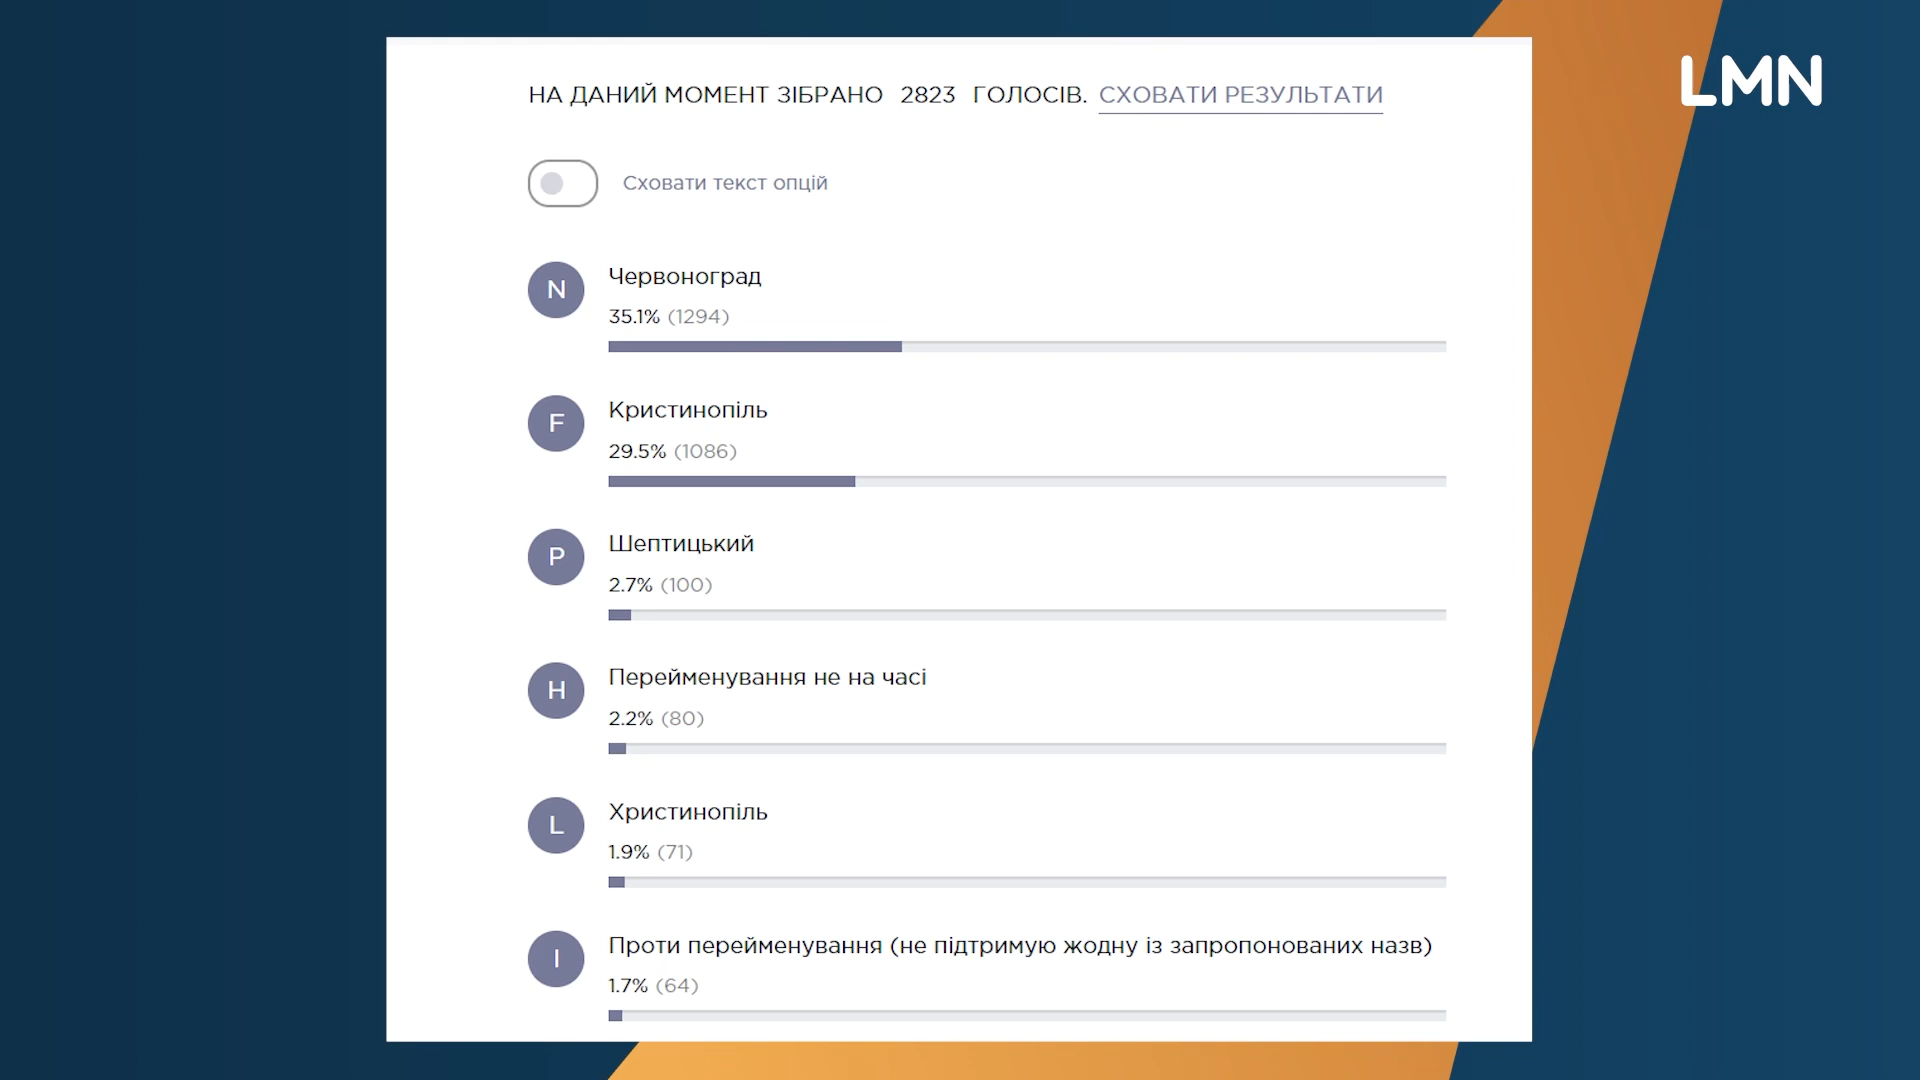 LMN
НА ДАНИЙ МОМЕНТ ЗІБРАНО 2823 ГОЛОСІВ. СХОВАТИ РЕЗУЛЬТАТИ
Сховати текст опцій
N
Червоноград
35.1% (1294)
F
Кристинопіль
29.5% (1086)
P
Шептицький
2.7% (100)
H
Перейменування не на часі
2.2% (80)
L
Христинопіль
1.9% (71)
I
Проти перейменування (не підтримую жодну із запропонованих назв)
1.7% (64)